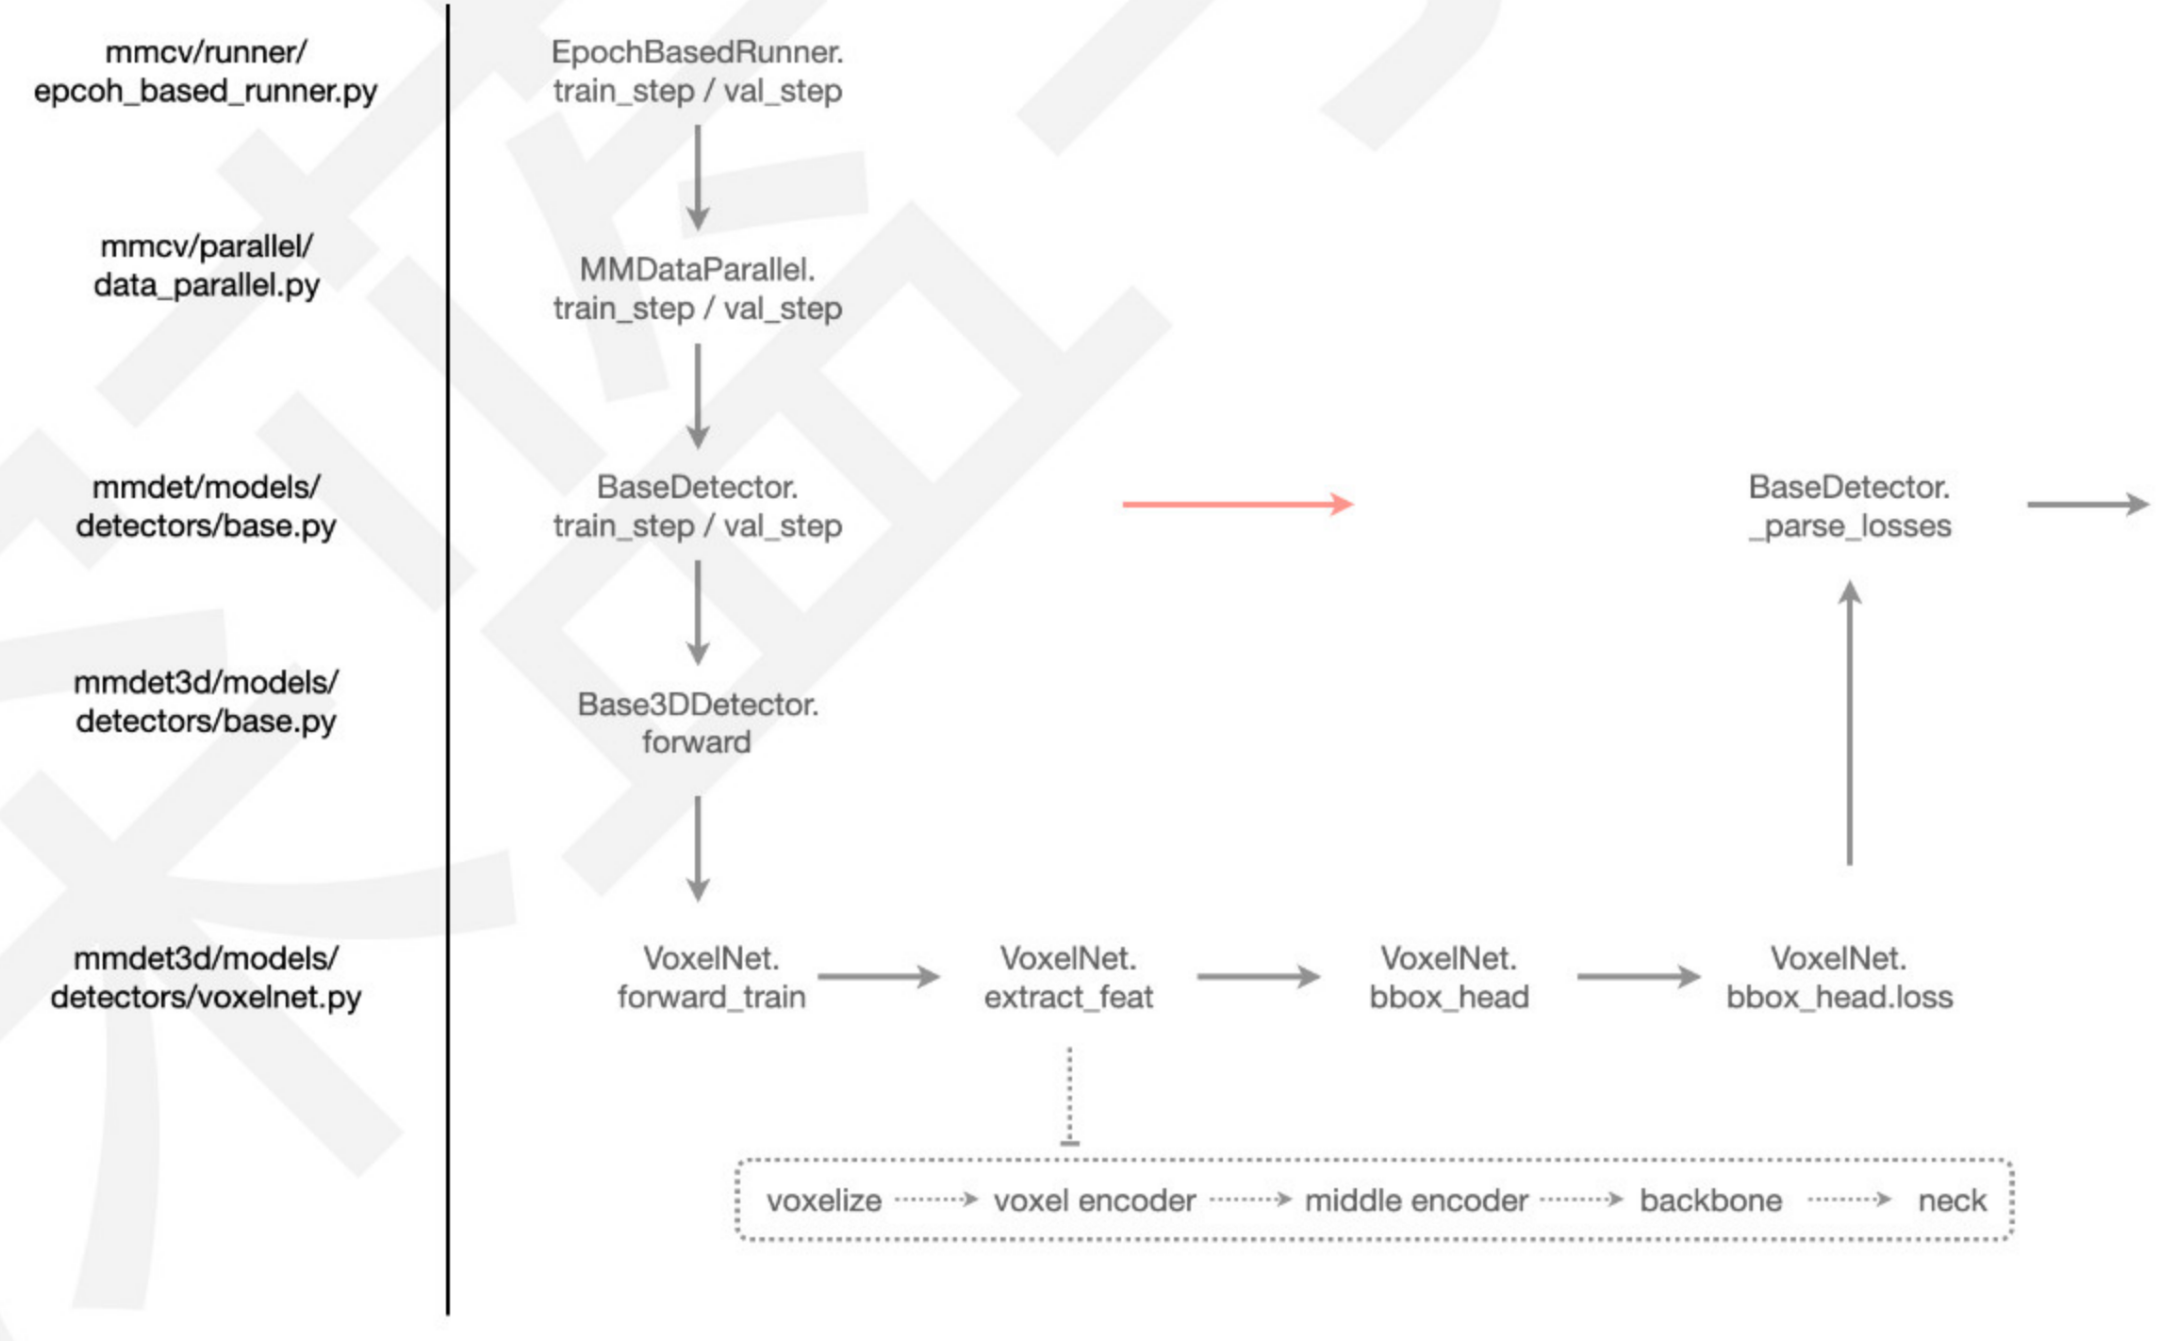 mmcv/runner/
epcoh_based_runner.py
EpochBasedRunner.
train_step / val_step
mmcv/parallel/
data_parallel.py
MMDataParallel.
train_step / val_step
mmdet/models/
detectors/base.py
BaseDetector.
train_step / val_step
BaseDetector.
_parse_losses
mmdet3d/models/
detectors/base.py
Base3DDetector.
forward
mmdet3d/models/
detectors/voxelnet.py
VoxelNet.
forward_train
VoxelNet.
extract_feat
VoxelNet.
bbox_head
VoxelNet.
bbox_head.loss
voxelize
voxel encoder
middle encoder
backbone
neck